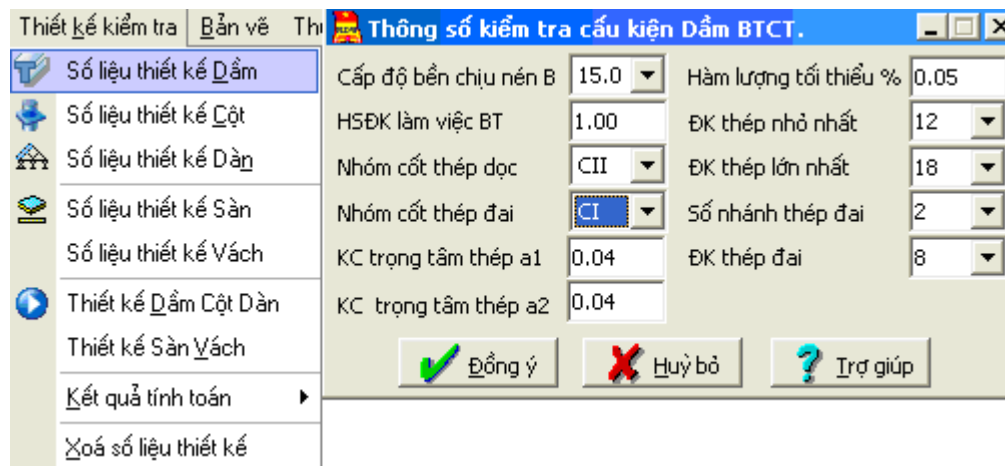 Thiết kế kiểm tra Bản vẽ
Số liệu thiết kế Dầm
Số liệu thiết kế Cột
Số liệu thiết kế Dàn
Số liệu thiết kế Sàn
Số liệu thiết kế Vách
Thiết kế Dầm Cột Dàn
Thiết kế Sàn Vách
Kết quả tính toán
Xoá số liệu thiết kế
Thông số kiểm tra cấu kiện Dầm BTCT.
Cấp độ bền chịu nén B 15.0 Hàm lượng tối thiểu % 0.05
HSĐK làm việc BT 1.00 ĐK thép nhỏ nhất 12
Nhóm cốt thép dọc CII ĐK thép lớn nhất 18
Nhóm cốt thép đai CI Số nhánh thép đai 2
KC trọng tâm thép a1 0.04 ĐK thép đai 8
KC trọng tâm thép a2 0.04
Đồng ý Huỷ bỏ Trợ giúp